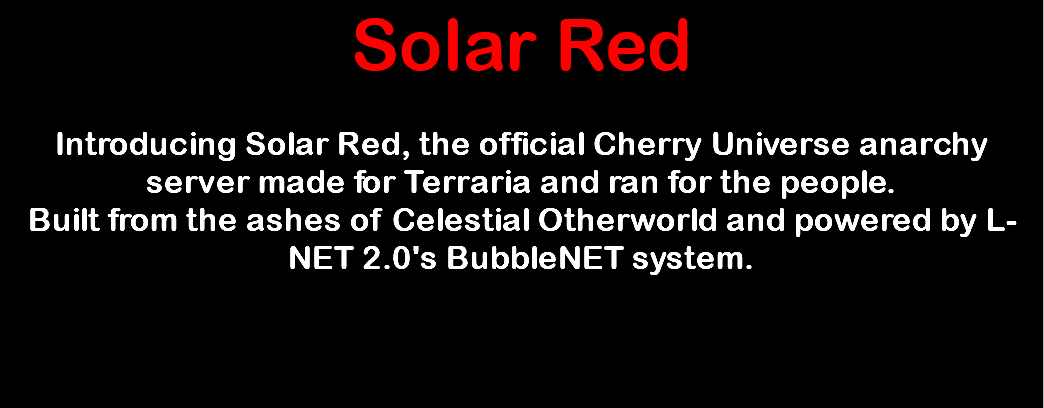 Solar Red
Introducing Solar Red, the official Cherry Universe anarchy
server made for Terraria and ran for the people.
Built from the ashes of Celestial Otherworld and powered by L-
NET 2.0's BubbleNET system.